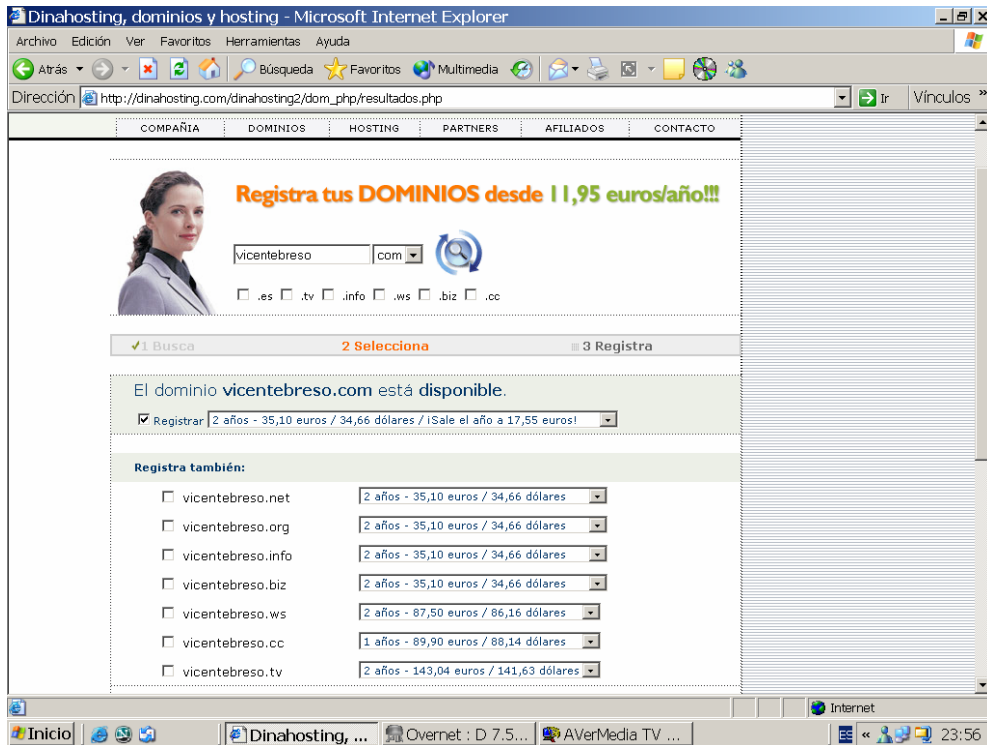 Dinahosting, dominios y hosting - Microsoft Internet Explorer
Archivo Edición Ver Favoritos Herramientas Ayuda
Atrás Búsqueda Favoritos Multimedia
Dirección http://dinahosting.com/dinahosting2/dom_php/resultados.php Ir Vínculos »
COMPAÑIA DOMINIOS HOSTING PARTNERS AFILIADOS CONTACTO
Registra tus DOMINIOS desde 11,95 euros/año!!!
vicentebreso com
.es .tv .info .ws .biz .cc
1 Busca 2 Selecciona 3 Registra
El dominio vicentebreso.com está disponible.
Registrar 2 años - 35,10 euros / 34,66 dólares / ¡Sale el año a 17,55 euros!
Registra también:
vicentebreso.net 2 años - 35,10 euros / 34,66 dólares
vicentebreso.org 2 años - 35,10 euros / 34,66 dólares
vicentebreso.info 2 años - 35,10 euros / 34,66 dólares
vicentebreso.biz 2 años - 35,10 euros / 34,66 dólares
vicentebreso.ws 2 años - 87,50 euros / 86,16 dólares
vicentebreso.cc 1 años - 89,90 euros / 88,14 dólares
vicentebreso.tv 2 años - 143,04 euros / 141,63 dólares
Internet
Inicio Dinahosting, ... Overnet : D 7.5... AVerMedia TV ... « 23:56